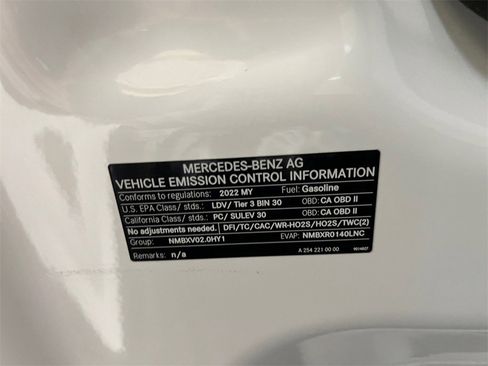 MERCEDES-BENZ AG
VEHICLE EMISSION CONTROL INFORMATION
Conforms to regulations: 2022 MY Fuel: Gasoline
U.S. EPA Class/ stds.: LDV/ Tier 3 BIN 30 OBD: CA OBD II
California Class/ stds.: PC/ SULEV 30 OBD: CA OBD II
No adjustments needed. DFI/TC/CAC/WR-HO2S/HO2S/TWC(2)
Group: NMBXV02.0HY1 EVAP: NMBXR0140LNC
Remarks: n/a A 254 221 00 00